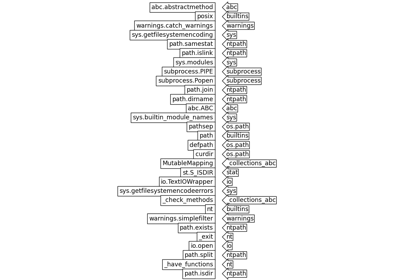 abc.abstractmethod abc
posix builtins
warnings.catch_warnings warnings
sys.getfilesystemencoding sys
path.samestat ntpath
path.islink ntpath
sys.modules sys
subprocess.PIPE subprocess
subprocess.Popen subprocess
path.join ntpath
path.dirname ntpath
abc.ABC abc
sys.builtin_module_names sys
pathsep os.path
path builtins
defpath os.path
curdir os.path
MutableMapping _collections_abc
st.S_ISDIR stat
io.TextIOWrapper io
sys.getfilesystemencodeerrors sys
_check_methods _collections_abc
nt builtins
warnings.simplefilter warnings
path.exists ntpath
_exit nt
io.open io
path.split ntpath
_have_functions nt
path.isdir ntpath